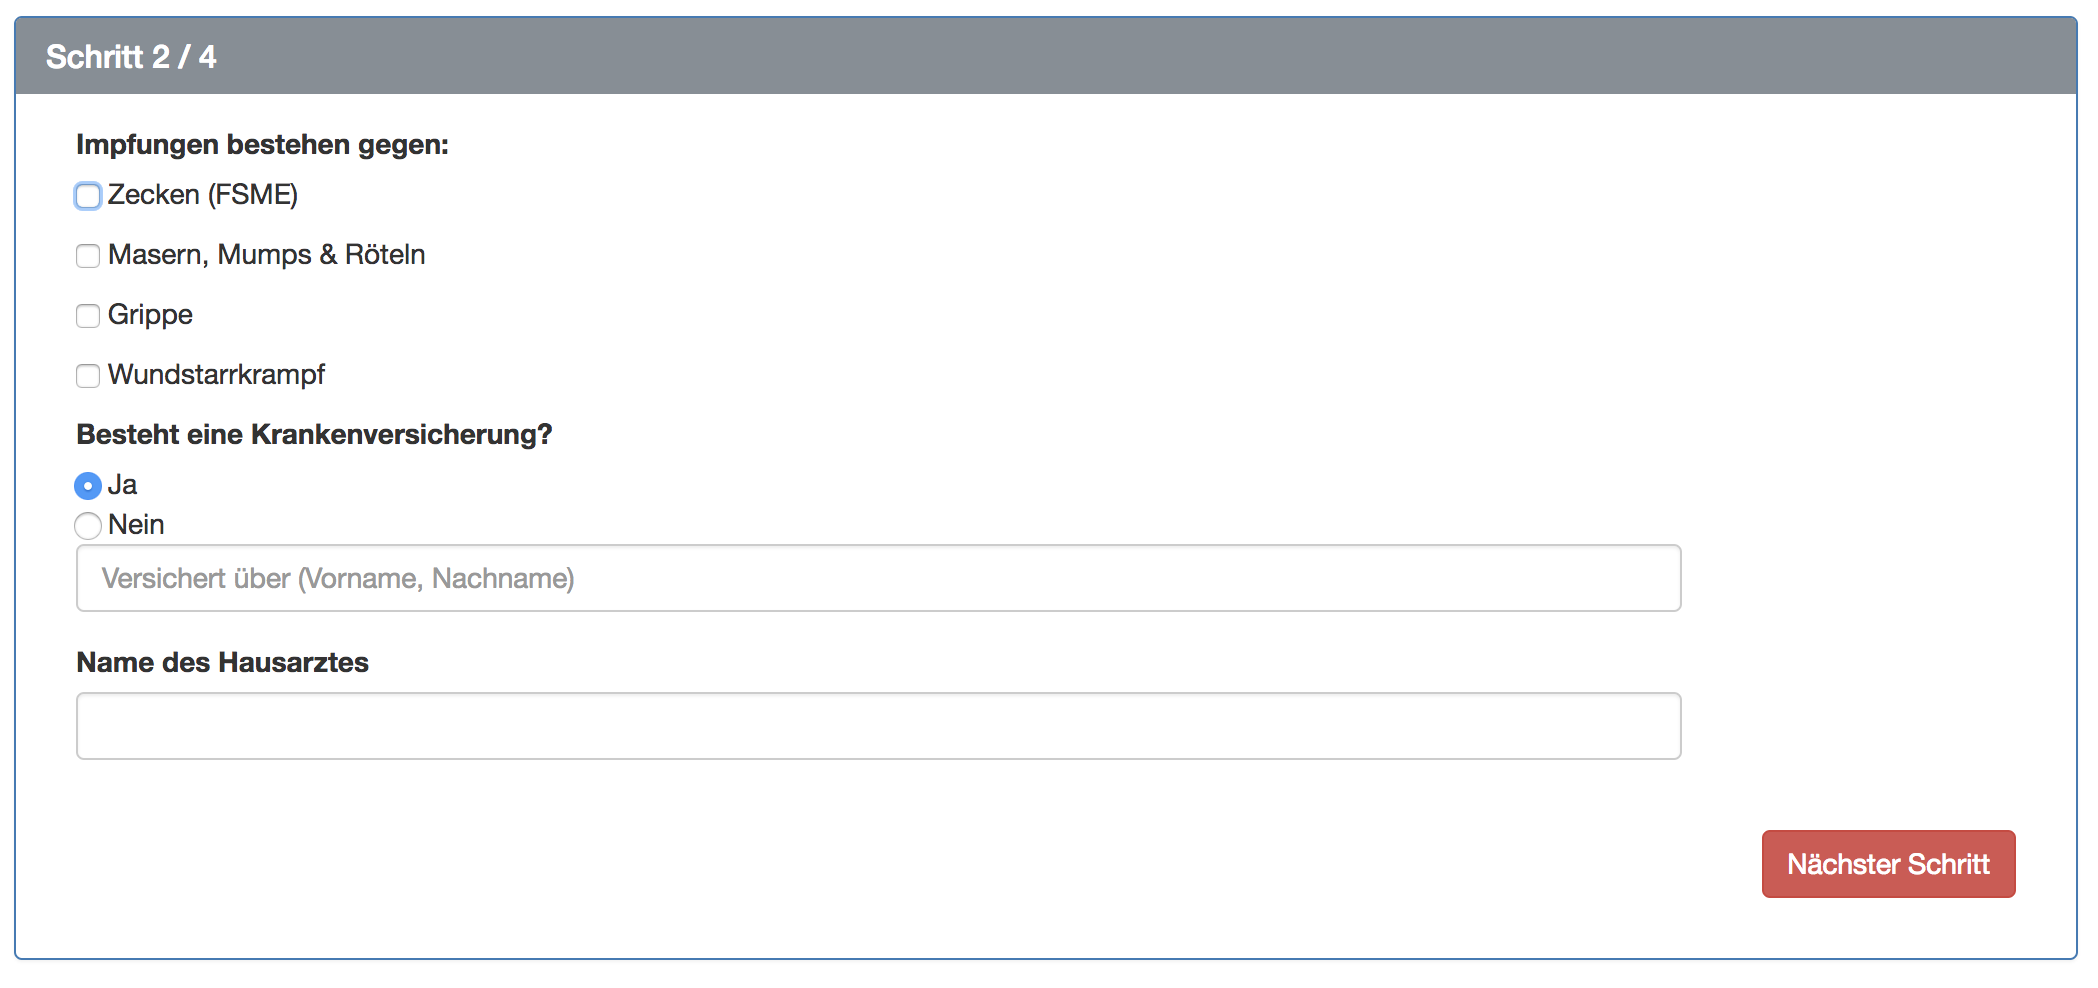 Schritt 2 / 4
Impfungen bestehen gegen:
Zecken (FSME)
Masern, Mumps & Röteln
Grippe
Wundstarrkrampf
Besteht eine Krankenversicherung?
Ja
Nein
Versichert über (Vorname, Nachname)
Name des Hausarztes
Nächster Schritt